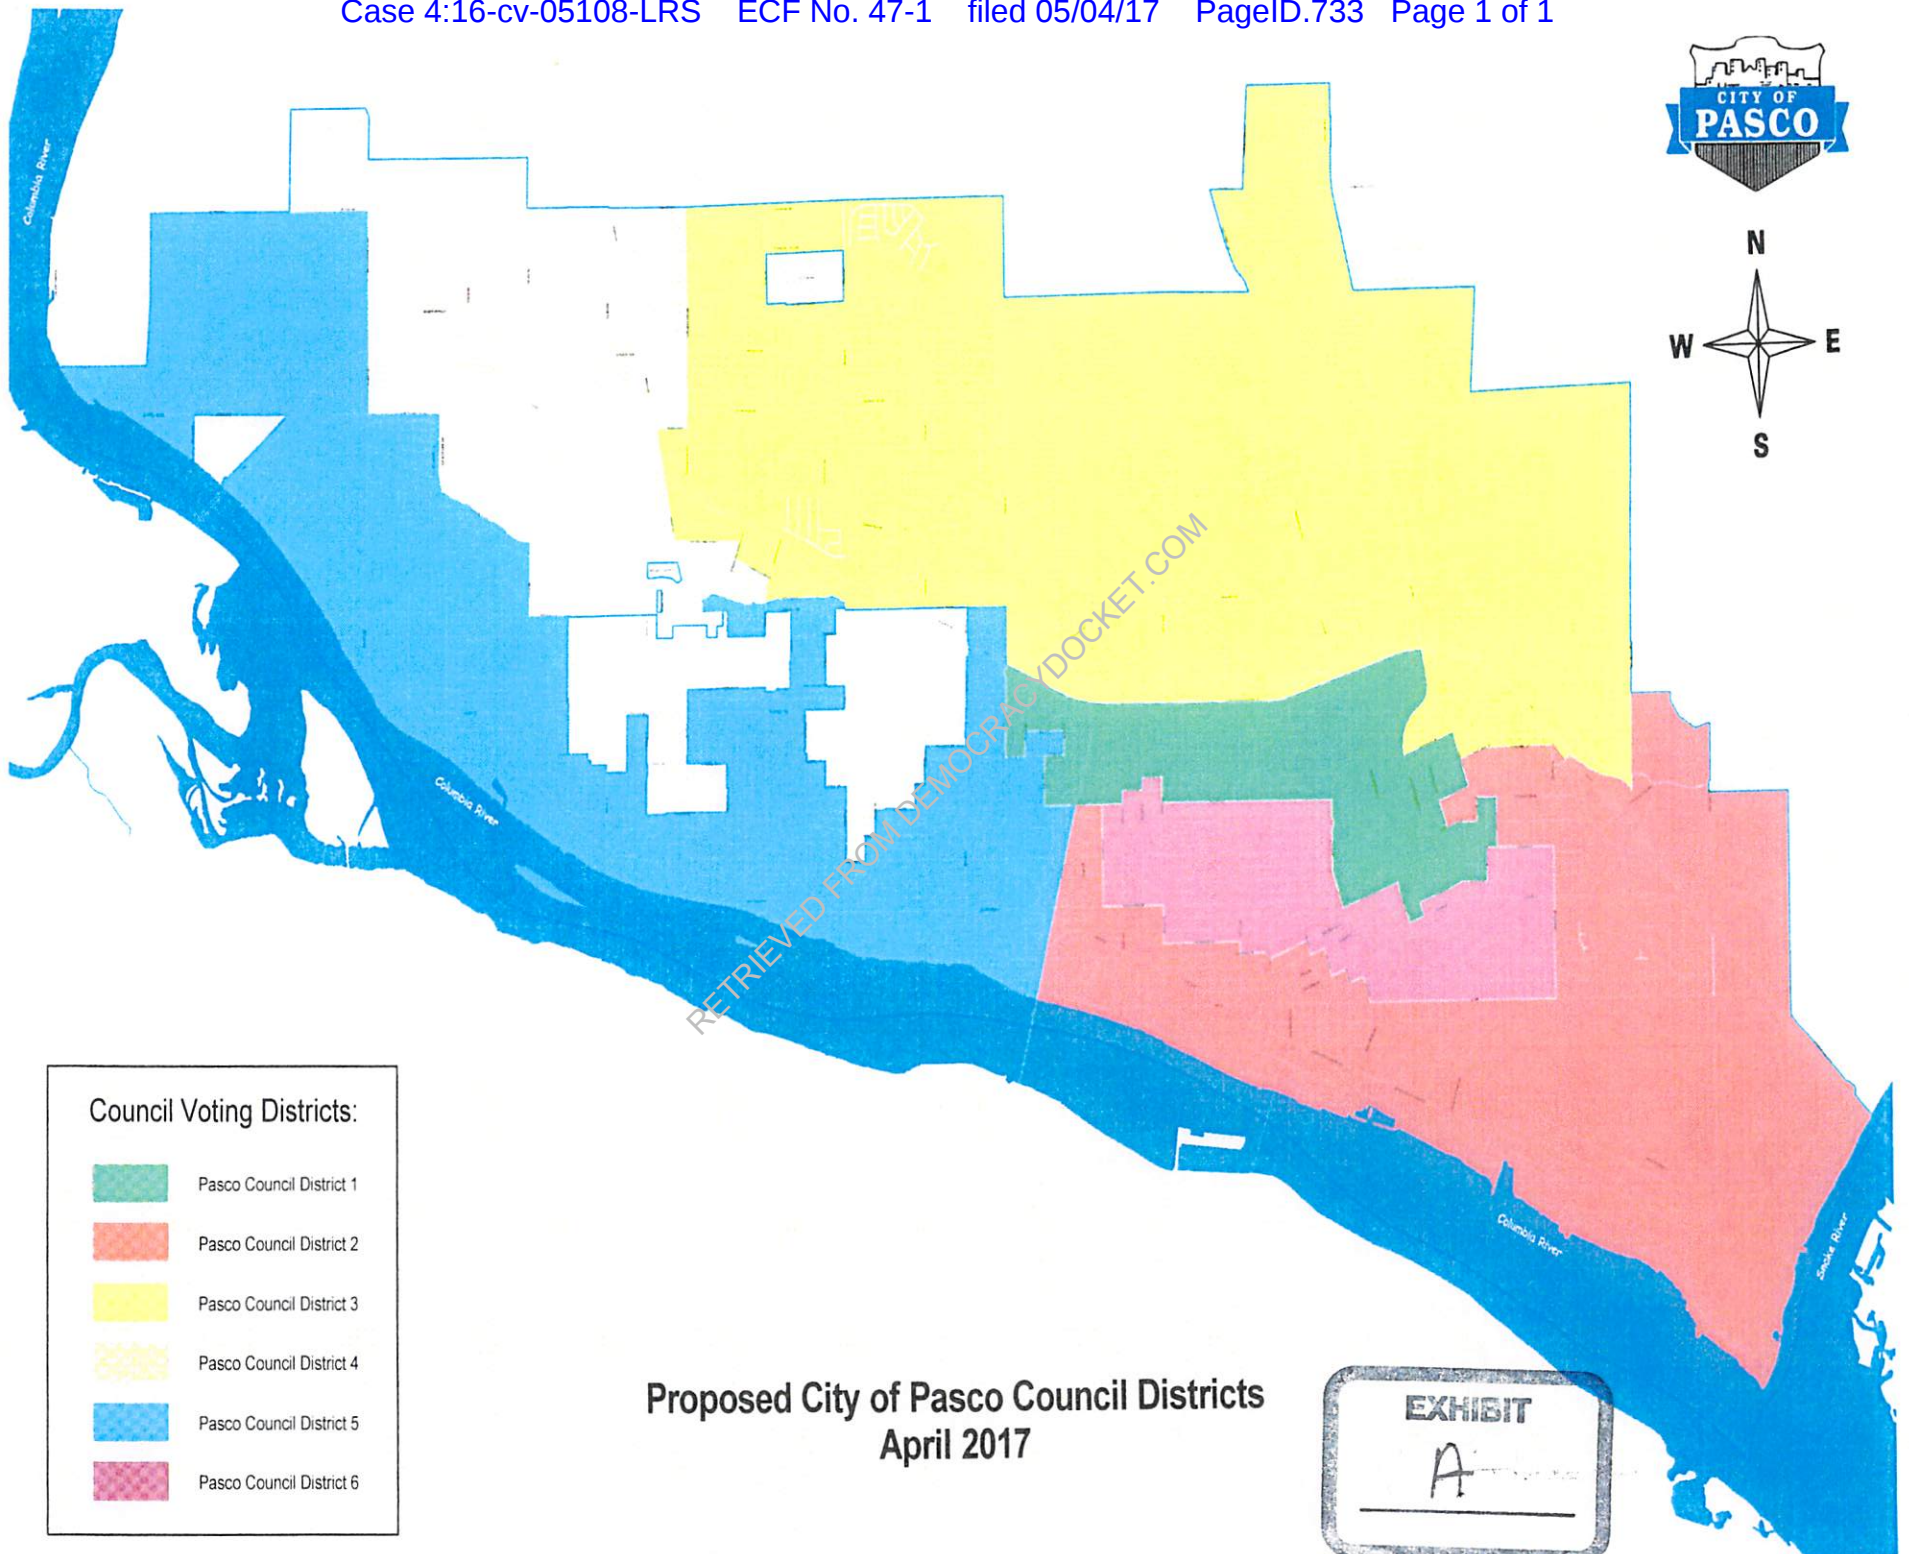 Case 4:16-cv-05108-LRS ECF No. 47-1 filed 05/04/17 PageID.733 Page 1 of 1
CITY OF
PASCO
N
W
E
S
Columbia River
Columbia River
Columbia River
Snake River
RETRIEVED FROM DEMOCRACYDOCKET.COM
Council Voting Districts:
Pasco Council District 1
Pasco Council District 2
Pasco Council District 3
Pasco Council District 4
Pasco Council District 5
Pasco Council District 6
Proposed City of Pasco Council Districts
April 2017
EXHIBIT
A